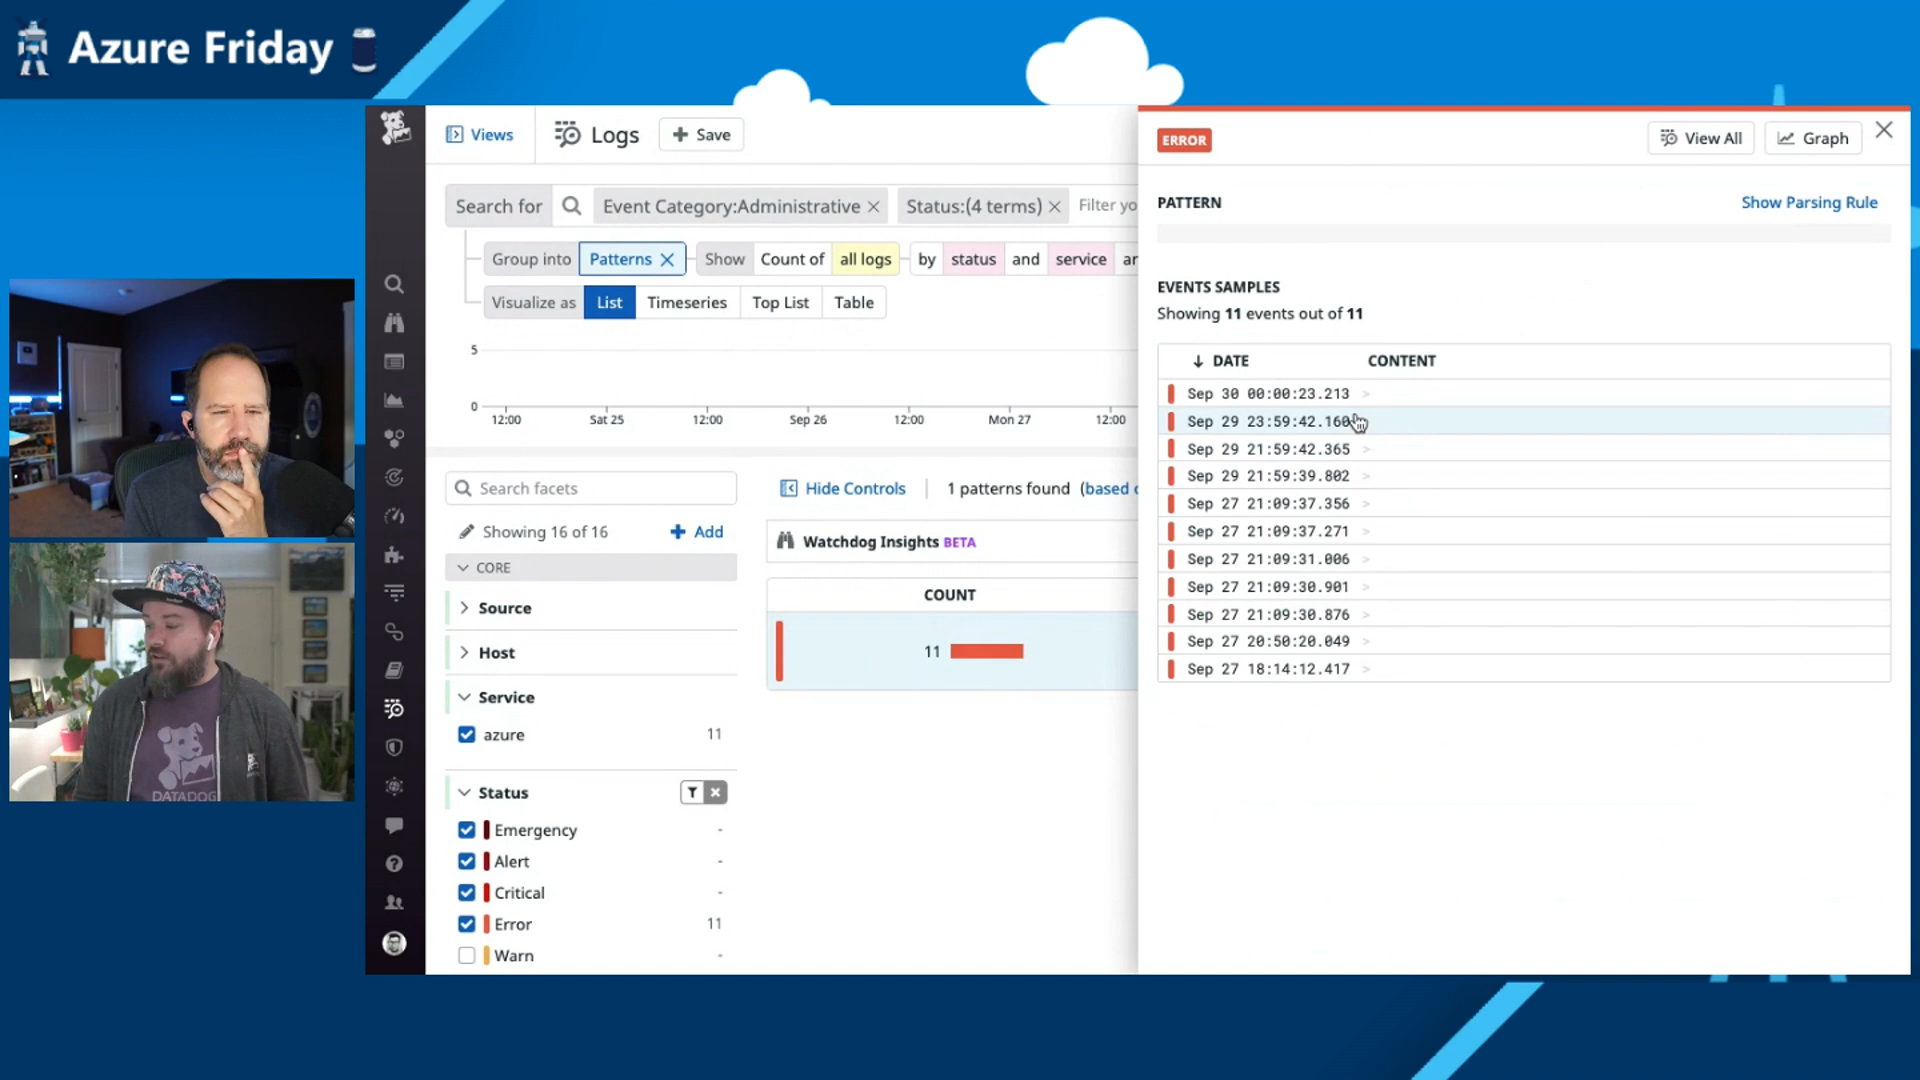 Azure Friday
Views
Logs
+ Save
ERROR
View All
Graph
Search for
Event Category:Administrative
Status:(4 terms)
Filter yo
PATTERN
Show Parsing Rule
Group into
Patterns
Show
Count of
all logs
by
status
and
service
ar
EVENTS SAMPLES
Showing 11 events out of 11
Visualize as
List
Timeseries
Top List
Table
5
0
12:00
Sat 25
12:00
Sep 26
12:00
Mon 27
12:00
DATE
CONTENT
Sep 30 00:00:23.213 >
Sep 29 23:59:42.160
Sep 29 21:59:42.365 >
Sep 29 21:59:39.802 >
Sep 27 21:09:37.356 >
Sep 27 21:09:37.271 >
Sep 27 21:09:31.006 >
Sep 27 21:09:30.901 >
Sep 27 21:09:30.876 >
Sep 27 20:50:20.049 >
Sep 27 18:14:12.417 >
Search facets
Hide Controls
1 patterns found (based o
Showing 16 of 16
+ Add
Watchdog Insights BETA
CORE
COUNT
Source
Host
11
Service
azure 11
Status
Emergency -
Alert -
Critical -
Error 11
Warn -
DATADOG